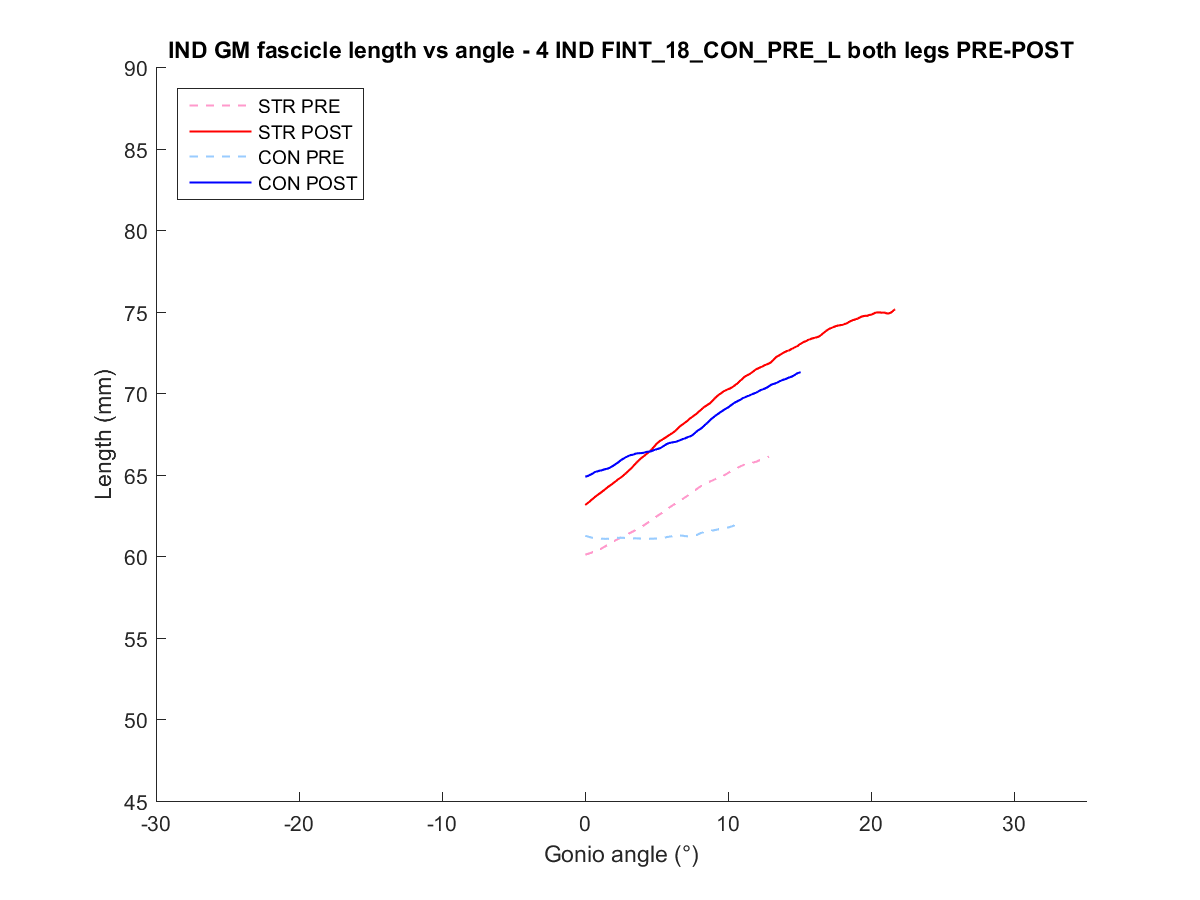 IND GM fascicle length vs angle - 4 IND FINT_18_CON_PRE_L both legs PRE-POST
90
85
80
75
70
65
60
55
50
45
Length (mm)
STR PRE
STR POST
CON PRE
CON POST
-30 -20 -10 0 10 20 30
Gonio angle (°)